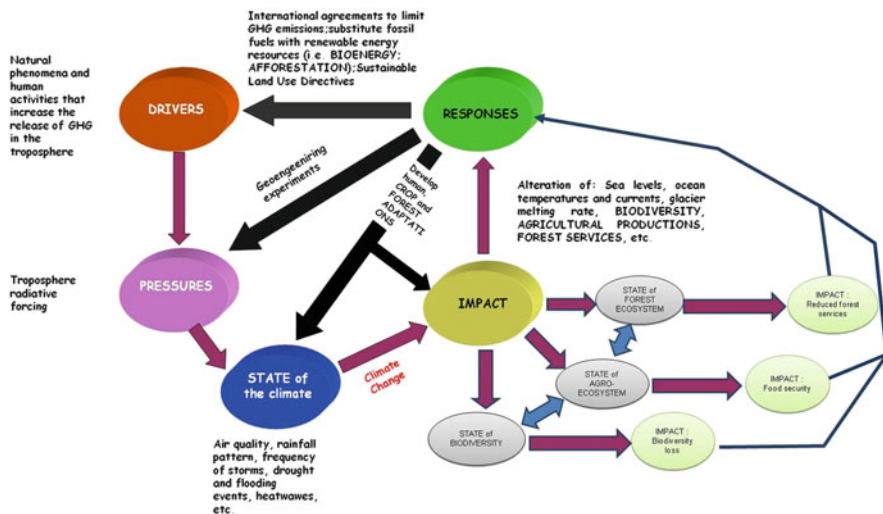 International agreements to limit
GHG emissions;substitute fossil
fuels with renewable energy
resources (i.e. BIOENERGY;
AFFORESTATION);Sustainable
Land Use Directives
Natural
phenomena and
human
activities that
increase the
release of GHG
in the
troposphere
DRIVERS
RESPONSES
Geoengeeniring
experiments
Develop
human,
CROP and
FOREST
ADAPTATI
ONS
Alteration of: Sea levels, ocean
temperatures and currents, glacier
melting rate, BIODIVERSITY,
AGRICULTURAL PRODUCTIONS,
FOREST SERVICES, etc.
Troposphere
radiative
forcing
PRESSURES
IMPACT
STATE of
FOREST
ECOSYSTEM
IMPACT :
Reduced forest
services
STATE of
the climate
Climate
Change
STATE of
AGRO-
ECOSYSTEM
IMPACT :
Food security
STATE of
BIODIVERSITY
IMPACT :
Biodiversity
loss
Air quality, rainfall
pattern, frequency
of storms, drought
and flooding
events, heatwawes,
etc.